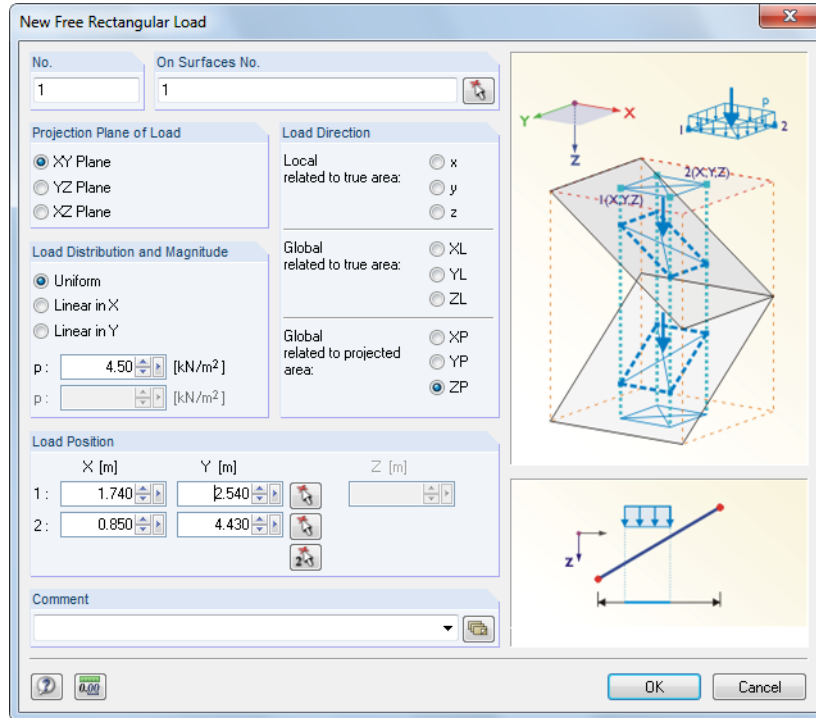 New Free Rectangular Load
No.
On Surfaces No.
1
1
Projection Plane of Load
XY Plane
YZ Plane
XZ Plane
Load Direction
Local
related to true area:
x
y
z
Global
related to true area:
XL
YL
ZL
Global
related to projected
area:
XP
YP
ZP
Load Distribution and Magnitude
Uniform
Linear in X
Linear in Y
p : 4.50 [kN/m²]
p : [kN/m²]
Load Position
X [m] Y [m] Z [m]
1 : 1.740 2.540
2 : 0.850 4.430
2
Comment
0.00
OK Cancel
Y X
Z
p
1 2
2(X,Y,Z)
1(X,Y,Z)
z